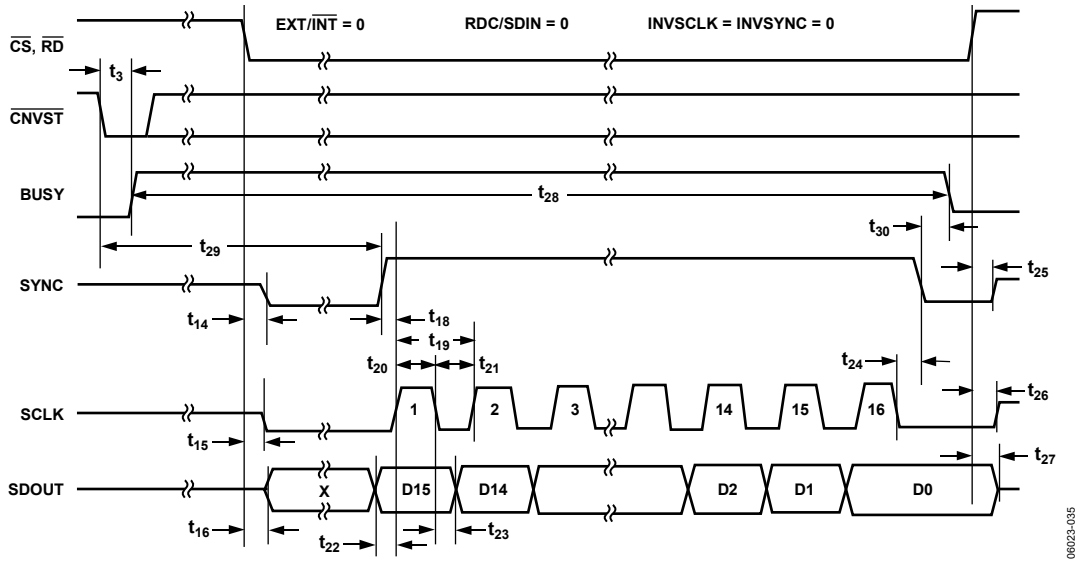 EXT/INT = 0 RDC/SDIN = 0 INVSCLK = INVSYNC = 0
CS, RD
t3
CNVST
BUSY
t28
t30
t29
t25
SYNC
t14
t18
t19
t20
t21
t24
t26
SCLK
1 2 3 14 15 16
t15
t27
SDOUT
X D15 D14 D2 D1 D0
t16
t22
t23
06023-035